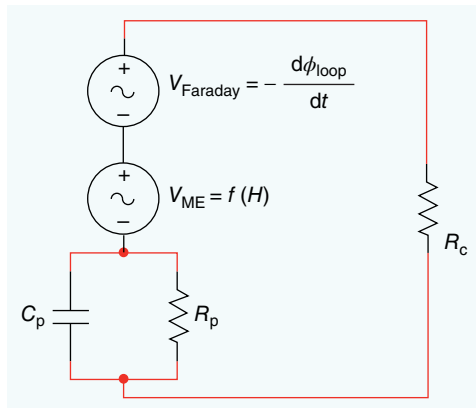 +
V_Faraday = − dϕ_loop / dt
−
+
V_ME = f (H)
−
R_c
C_p
R_p